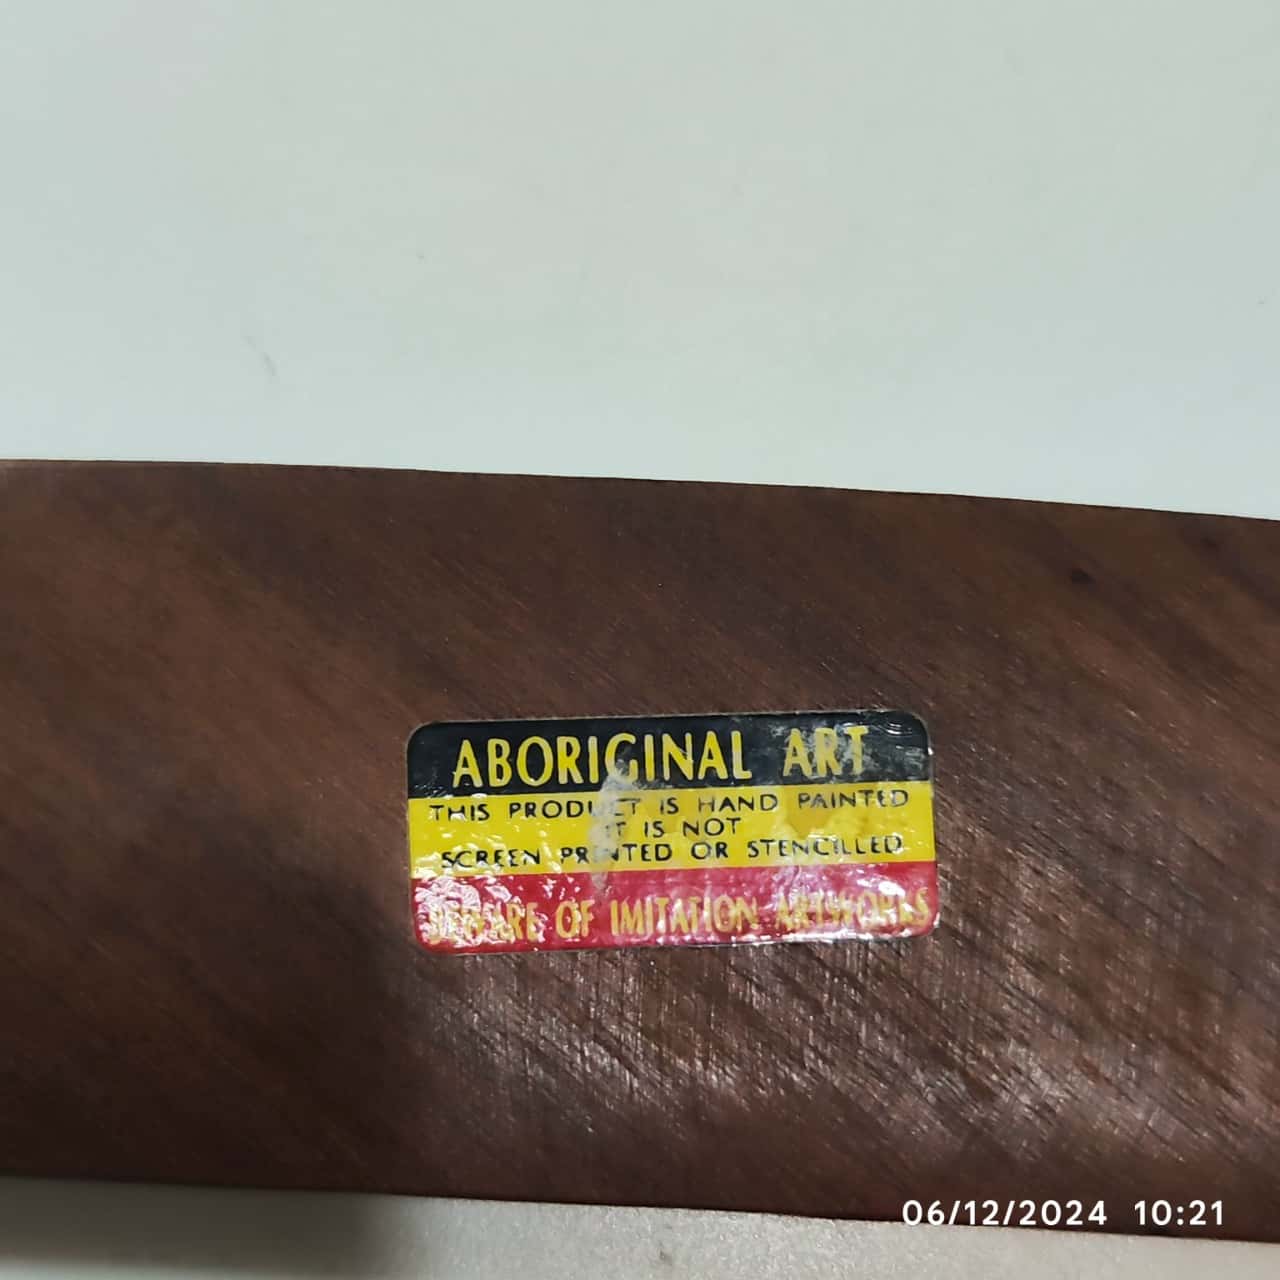 ABORIGINAL ART
THIS PRODUCT IS HAND PAINTED
IT IS NOT
SCREEN PRINTED OR STENCILLED
BEWARE OF IMITATION ARTWORKS
06/12/2024 10:21